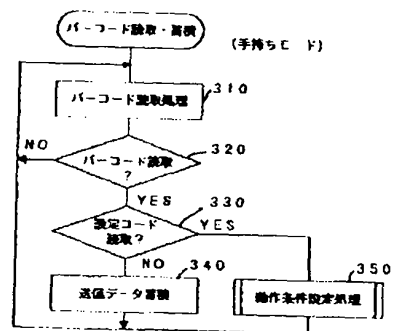 バーコード読取・蓄積
(手持ちモード)
バーコード読取処理
310
バーコード読取
?
320
NO
YES
330
設定コード
読取?
YES
NO
340
送信データ蓄積
350
動作条件設定処理